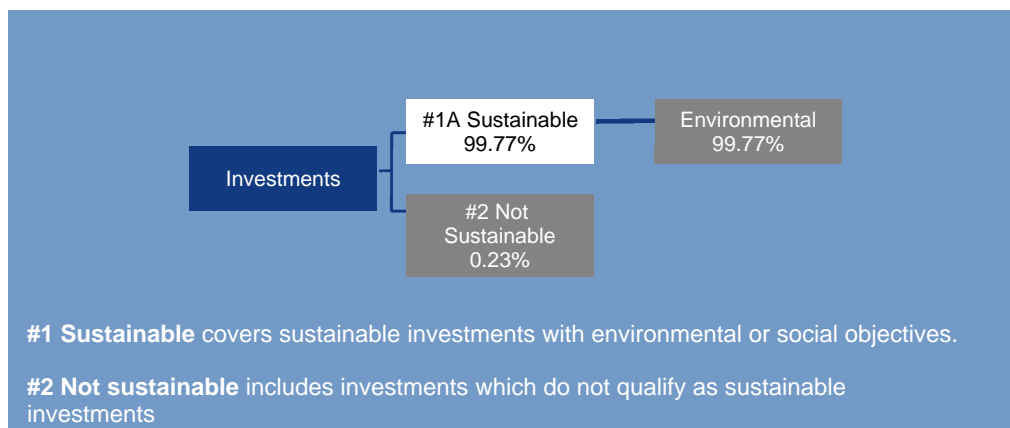 #1A Sustainable
99.77%
Environmental
99.77%
Investments
#2 Not
Sustainable
0.23%
#1 Sustainable covers sustainable investments with environmental or social objectives.
#2 Not sustainable includes investments which do not qualify as sustainable
investments